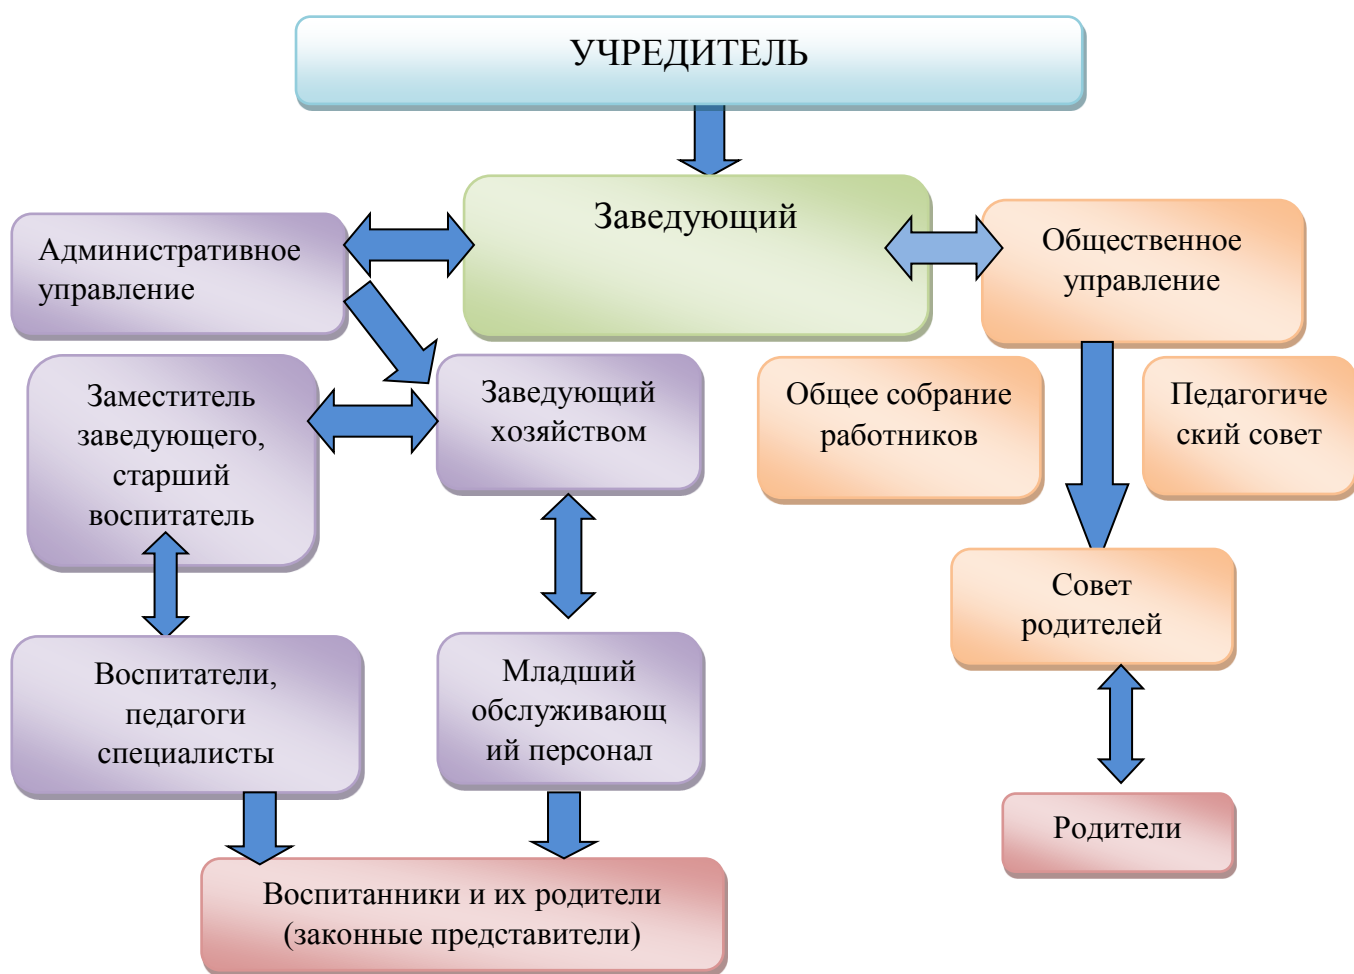 УЧРЕДИТЕЛЬ
Заведующий
Административное
управление
Общественное
управление
Заместитель
заведующего,
старший
воспитатель
Заведующий
хозяйством
Общее собрание
работников
Педагогиче
ский совет
Совет
родителей
Воспитатели,
педагоги
специалисты
Младший
обслуживающ
ий персонал
Родители
Воспитанники и их родители
(законные представители)